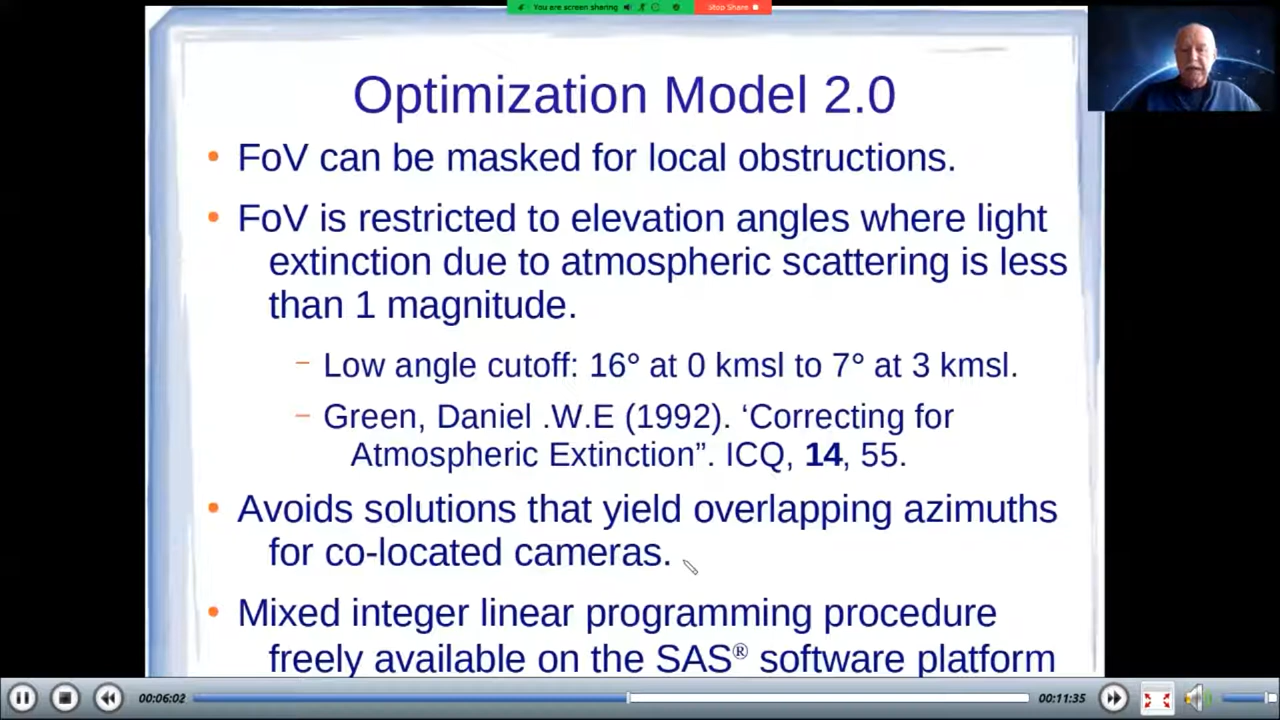 You are screen sharing
Stop Share
Optimization Model 2.0
• FoV can be masked for local obstructions.
• FoV is restricted to elevation angles where light
extinction due to atmospheric scattering is less
than 1 magnitude.
– Low angle cutoff: 16° at 0 kmsl to 7° at 3 kmsl.
– Green, Daniel .W.E (1992). ‘Correcting for
Atmospheric Extinction”. ICQ, 14, 55.
• Avoids solutions that yield overlapping azimuths
for co-located cameras.
• Mixed integer linear programming procedure
freely available on the SAS® software platform
00:06:02
00:11:35